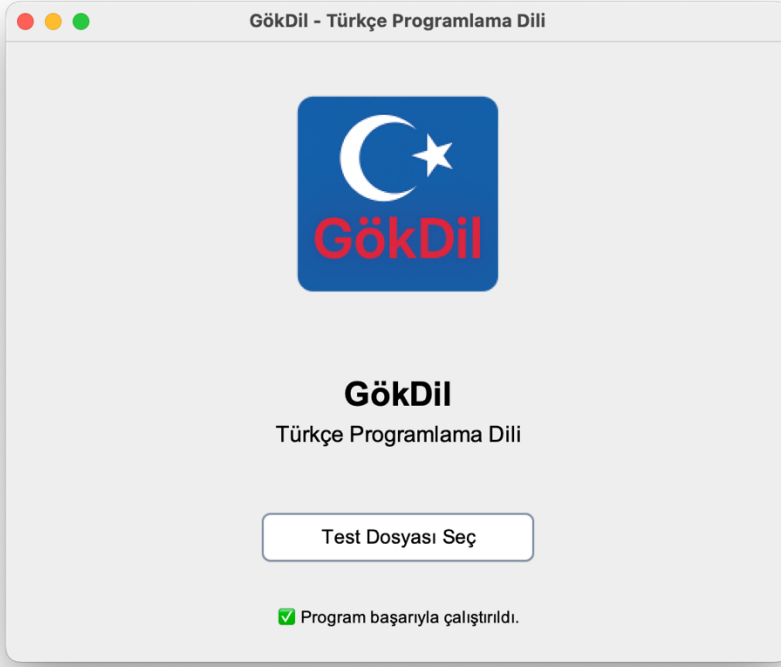 GökDil - Türkçe Programlama Dili
GökDil
GökDil
Türkçe Programlama Dili
Test Dosyası Seç
✅ Program başarıyla çalıştırıldı.